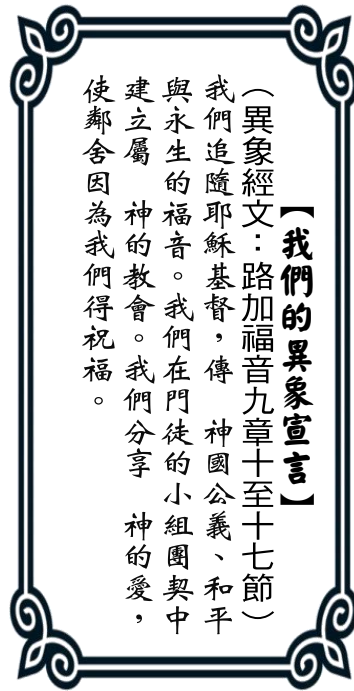 【我們的異象宣言】
（異象經文：路加福音九章十至十七節）
我們追隨耶穌基督，傳　神國公義、和平
與永生的福音。我們在門徒的小組團契中
建立屬　神的教會。我們分享　神的愛，
使鄰舍因為我們得祝福。